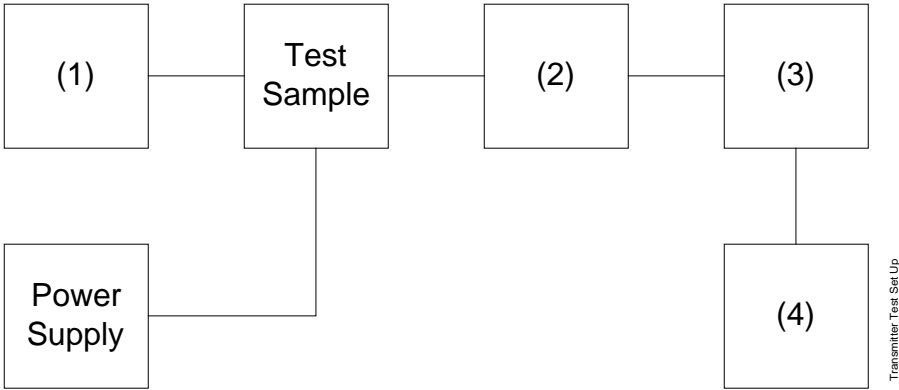 (1)
Test
Sample
(2)
(3)
Power
Supply
(4)
Transmitter Test Set Up